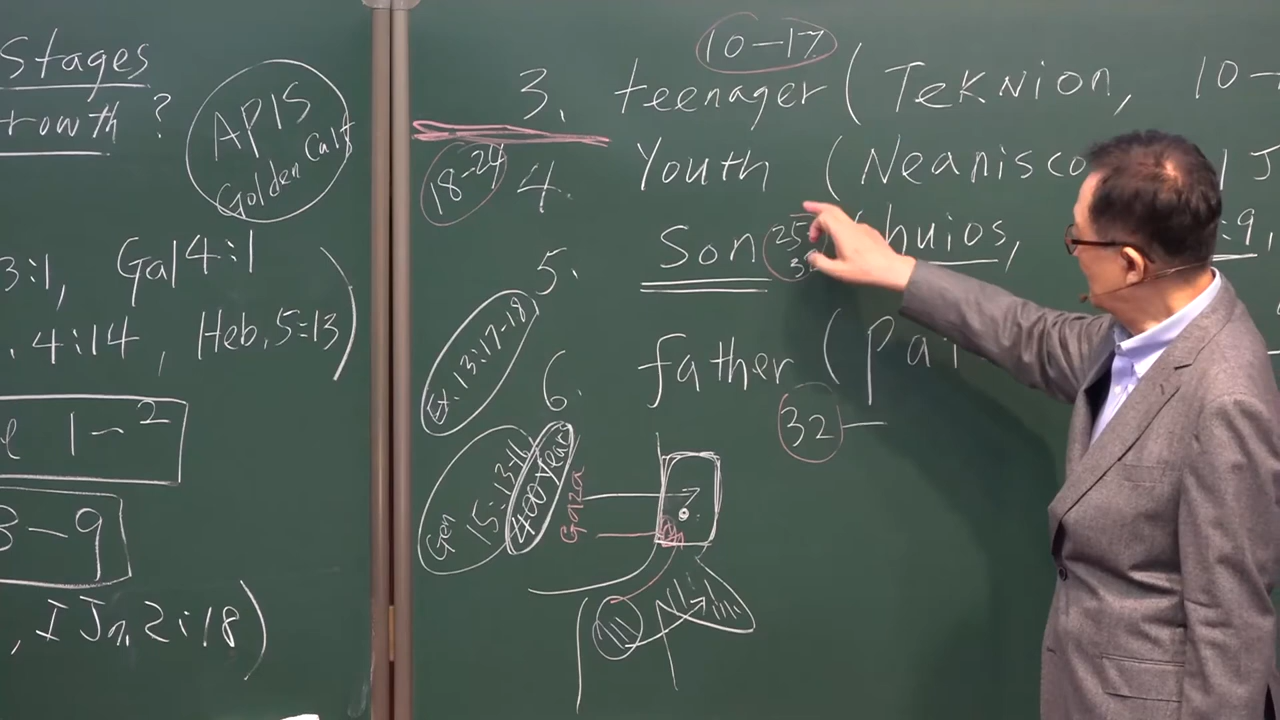 Stages
rowth ?
APIS
Golden Calf
3:1, Gal 4:1
. 4:14, Heb, 5=13)
e 1~2
3-9
, I Jn, 2:18)
10-17
3. teenager (Teknion, 10-
18-24
4. Youth (Neanisco J
5. Son 25 (huios, :9,
Ex. 13:17-18
6. father (Pa
32-
Gen 15:13-16
400 years
Gaza